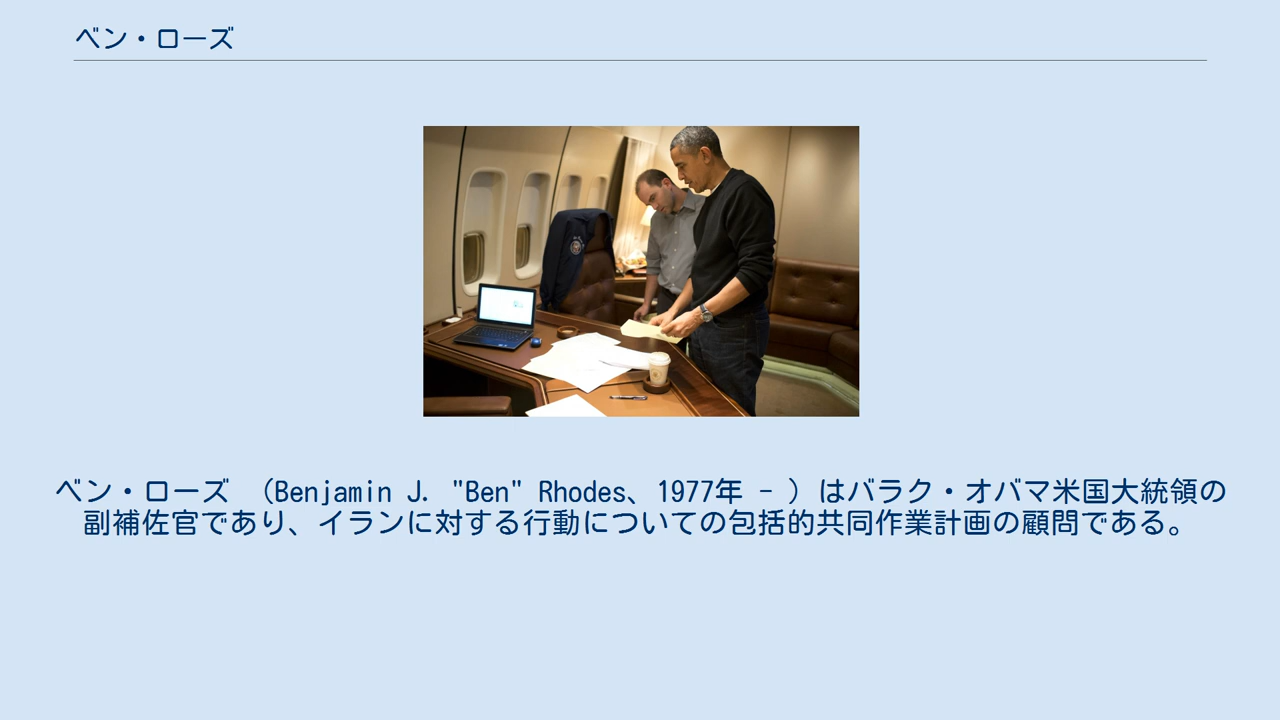 ベン・ローズ
ベン・ローズ （Benjamin J. "Ben" Rhodes、1977年 - ）はバラク・オバマ米国大統領の
副補佐官であり、イランに対する行動についての包括的共同作業計画の顧問である。